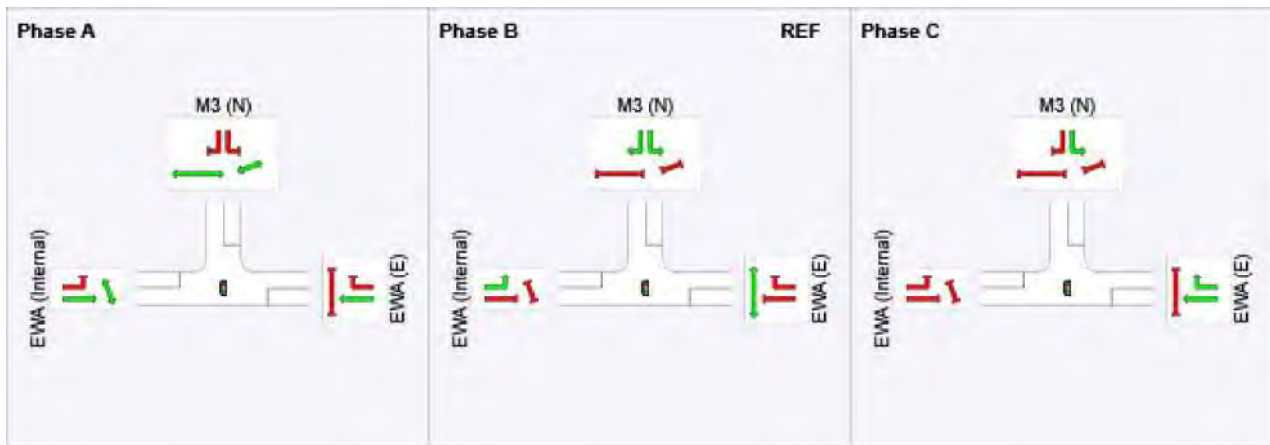 Phase A
Phase B
REF
Phase C
M3 (N)
M3 (N)
M3 (N)
EWA (Internal)
EWA (E)
EWA (Internal)
EWA (E)
EWA (Internal)
EWA (E)